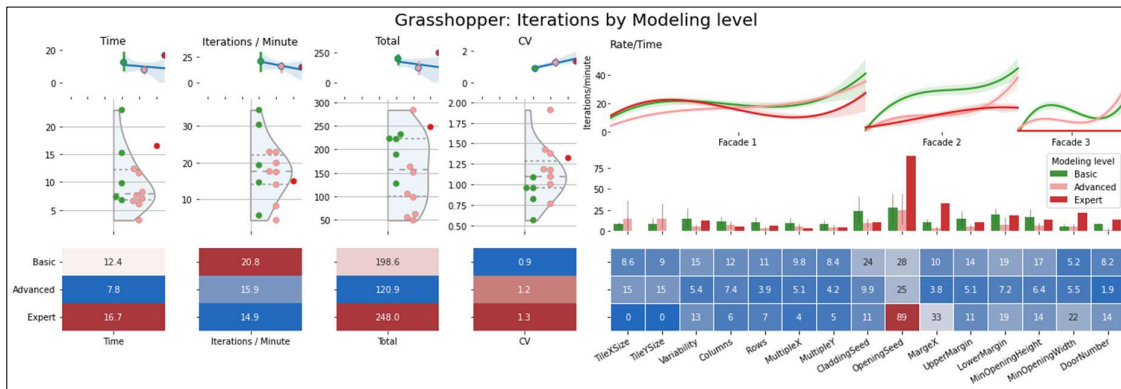 Grasshopper: Iterations by Modeling level
Time
Iterations / Minute
Total
CV
Rate/Time
20
0
25
0
250
0
2
0
Iterations/minute
40
20
0
Facade 1
Facade 2
Facade 3
20
15
10
5
30
20
10
300
250
200
150
100
50
2.00
1.75
1.50
1.25
1.00
0.75
0.50
Modeling level
Basic
Advanced
Expert
75
50
25
0
Basic 12.4 20.8 198.6 0.9 8.6 9 15 12 11 9.8 8.4 24 28 10 14 19 17 5.2 8.2
Advanced 7.8 15.9 120.9 1.2 15 15 5.4 7.4 3.9 5.1 4.2 9.9 25 3.8 5.1 7.2 6.4 5.5 1.9
Expert 16.7 14.9 248.0 1.3 0 0 13 6 7 4 5 11 89 33 11 19 14 22 14
Time
Iterations / Minute
Total
CV
TileXSize
TileYSize
Variability
Columns
Rows
MultipleX
MultipleY
CladdingSeed
OpeningSeed
MargeX
UpperMargin
LowerMargin
MinOpeningHeight
MinOpeningWidth
DoorNumber